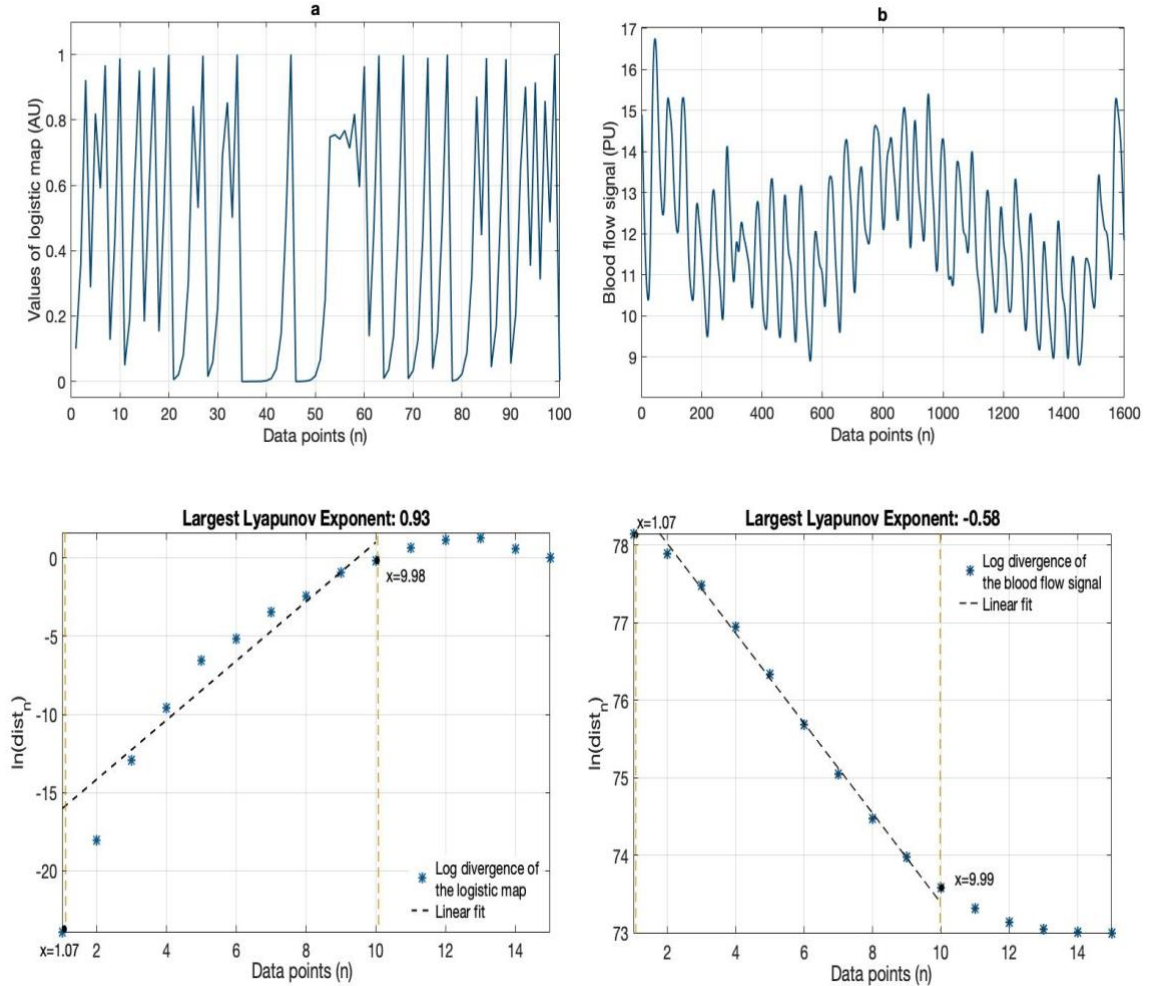 a
Values of logistic map (AU)
1
0.8
0.6
0.4
0.2
0
0 10 20 30 40 50 60 70 80 90 100
Data points (n)
b
Blood flow signal (PU)
17
16
15
14
13
12
11
10
9
0 200 400 600 800 1000 1200 1400 1600
Data points (n)
Largest Lyapunov Exponent: 0.93
ln(dist_n)
0
-5
-10
-15
-20
x=9.98
Log divergence of
the logistic map
Linear fit
x=1.07
2 4 6 8 10 12 14
Data points (n)
Largest Lyapunov Exponent: -0.58
x=1.07
ln(dist_n)
78
77
76
75
74
73
Log divergence of
the blood flow signal
Linear fit
x=9.99
2 4 6 8 10 12 14
Data points (n)